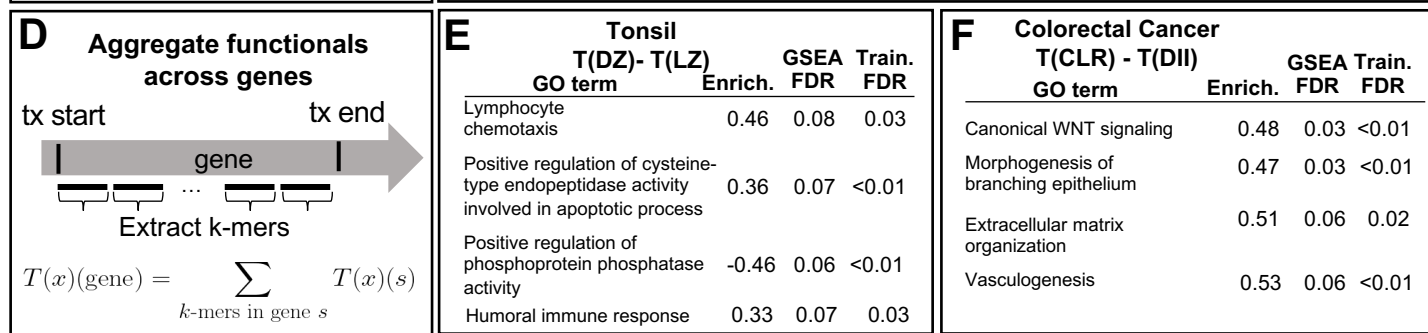 D
Aggregate functionals
across genes
tx start tx end
gene
...
Extract k-mers
T(x)(gene) = ∑ T(x)(s)
k-mers in gene s
E
Tonsil
T(DZ)- T(LZ)
GO term Enrich. GSEA FDR Train. FDR
Lymphocyte
chemotaxis 0.46 0.08 0.03
Positive regulation of cysteine-
type endopeptidase activity 0.36 0.07 <0.01
involved in apoptotic process
Positive regulation of
phosphoprotein phosphatase -0.46 0.06 <0.01
activity
Humoral immune response 0.33 0.07 0.03
F
Colorectal Cancer
T(CLR) - T(DII)
GO term Enrich. GSEA FDR Train. FDR
Canonical WNT signaling 0.48 0.03 <0.01
Morphogenesis of
branching epithelium 0.47 0.03 <0.01
Extracellular matrix 0.51 0.06 0.02
organization
Vasculogenesis 0.53 0.06 <0.01